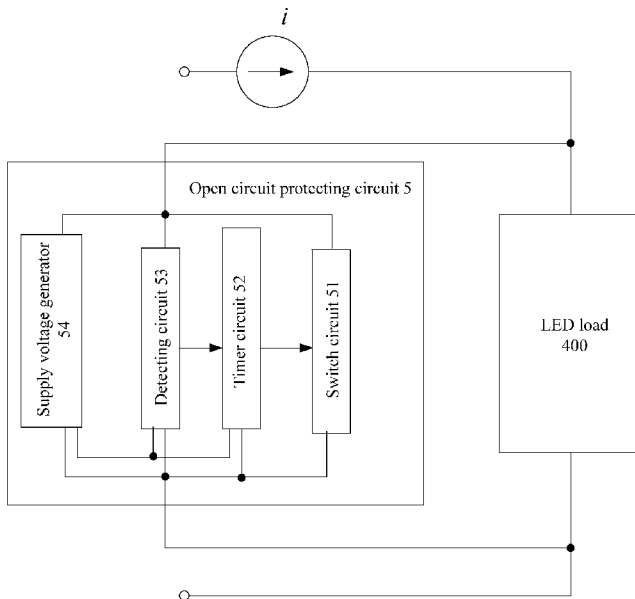 i
Open circuit protecting circuit 5
Supply voltage generator
54
Detecting circuit 53
Timer circuit 52
Switch circuit 51
LED load
400